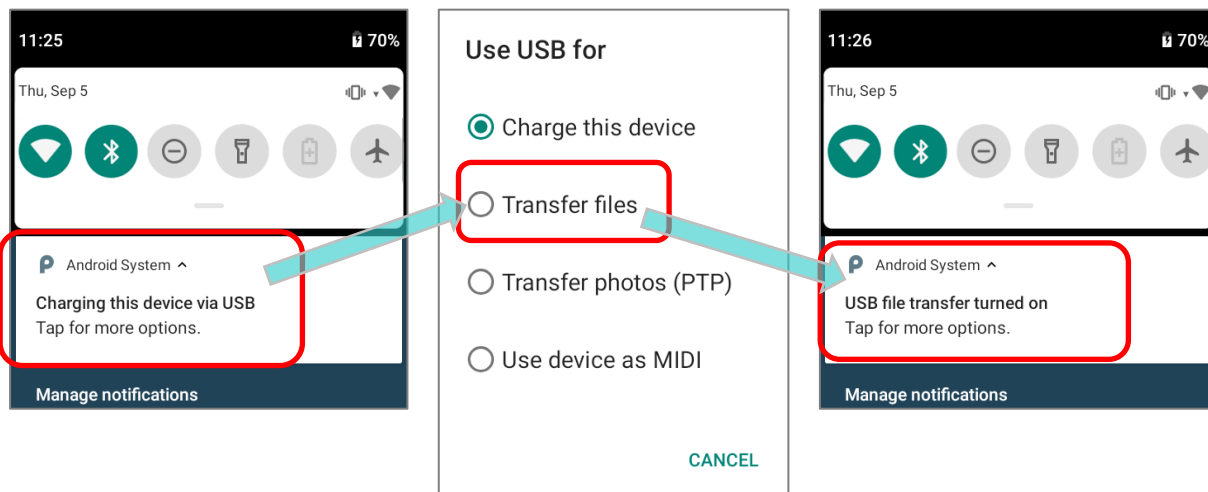 11:25 70%
Thu, Sep 5
Android System
Charging this device via USB
Tap for more options.
Manage notifications
Use USB for
Charge this device
Transfer files
Transfer photos (PTP)
Use device as MIDI
CANCEL
11:26 70%
Thu, Sep 5
Android System
USB file transfer turned on
Tap for more options.
Manage notifications